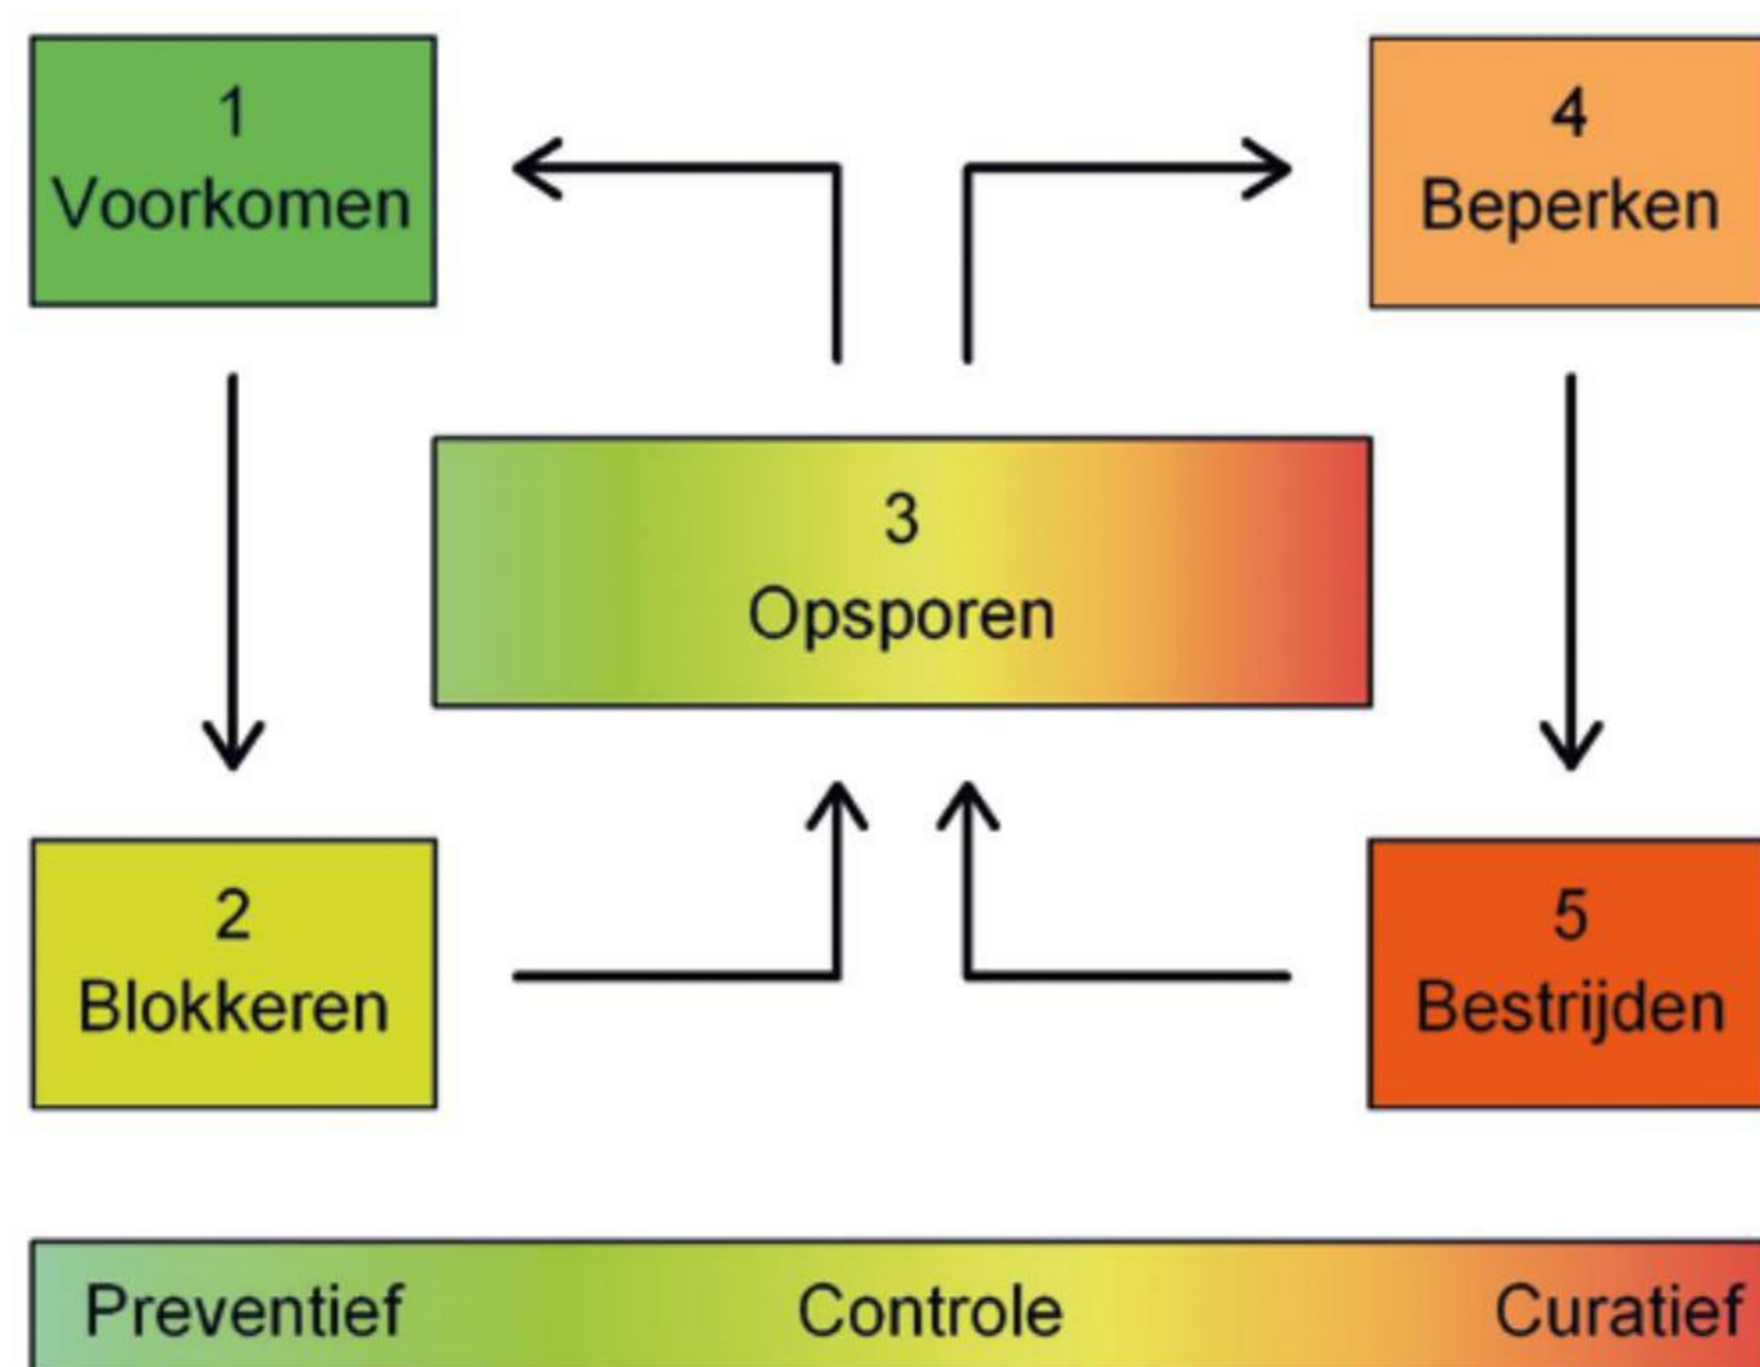 1
Voorkomen
4
Beperken
3
Opsporen
2
Blokkeren
5
Bestrijden
Preventief
Controle
Curatief